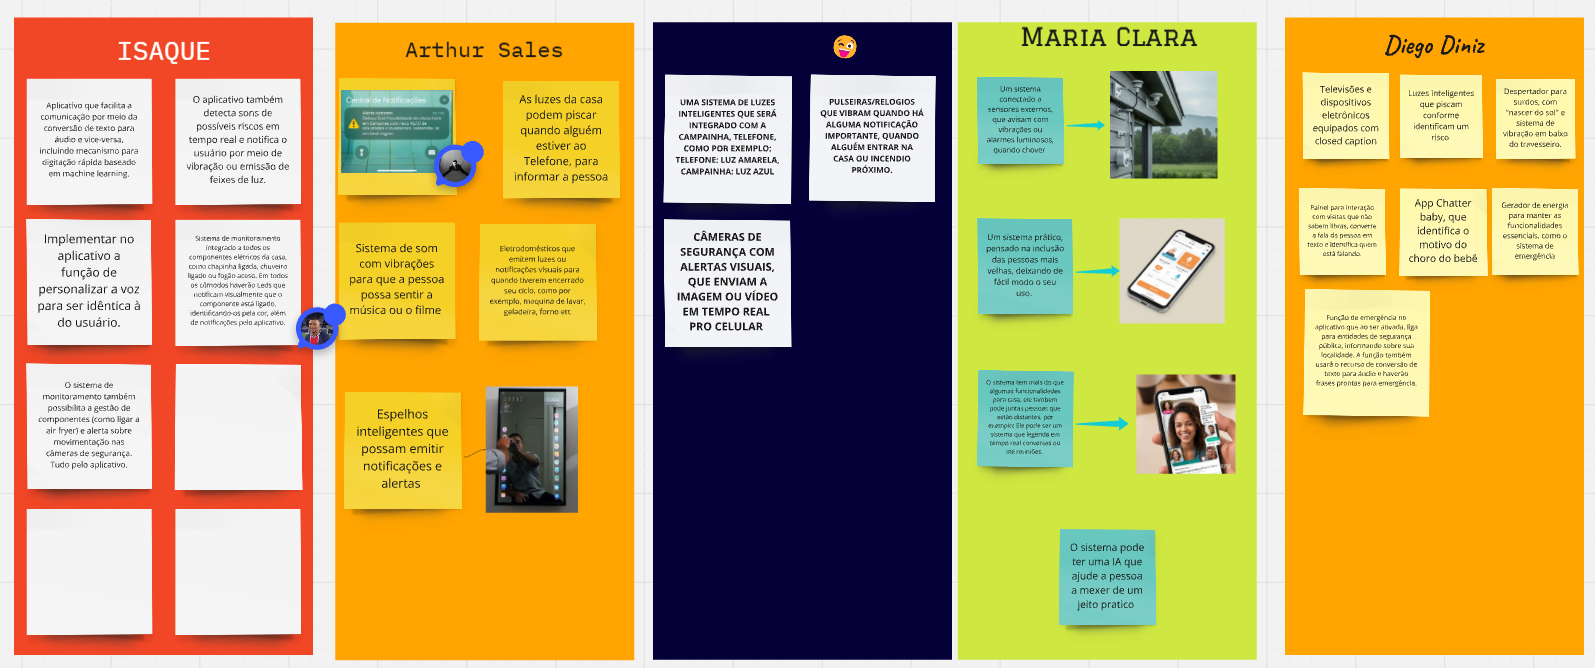 ISAQUE
Aplicativo que facilita a
comunicação por meio da
conversão de texto para
áudio e vice-versa,
incluindo mecanismo para
digitação rápida baseado
em machine learning.
O aplicativo também
detecta sons de
possíveis riscos em
tempo real e notifica o
usuário por meio de
vibração ou emissão de
feixes de luz.
Implementar no
aplicativo a
função de
personalizar a voz
para ser idêntica à
do usuário.
Sistema de monitoramento
integrado a todos os
componentes elétricos da casa,
como chapinha ligada, chuveiro
ligado ou fogão aceso. Em todos
os cômodos haverão Leds que
notificam visualmente que o
componente está ligado,
identificando-os pela cor, além
de notificações pelo aplicativo.
O sistema de
monitoramento também
possibilita a gestão de
componentes (como ligar a
air fryer) e alerta sobre
movimentação nas
câmeras de segurança.
Tudo pelo aplicativo.
Arthur Sales
Central de Notificações
As luzes da casa
podem piscar
quando alguém
estiver ao
Telefone, para
informar a pessoa
Sistema de som
com vibrações
para que a pessoa
possa sentir a
música ou o filme
Eletrodomésticos que
emitem luzes ou
notificações visuais para
quando tiverem encerrado
seu ciclo, como por
exemplo, maquina de lavar,
geladeira, forno etc
Espelhos
inteligentes que
possam emitir
notificações e
alertas
UMA SISTEMA DE LUZES
INTELIGENTES QUE SERÁ
INTEGRADO COM A
CAMPAINHA, TELEFONE,
COMO POR EXEMPLO:
TELEFONE: LUZ AMARELA,
CAMPAINHA: LUZ AZUL
PULSEIRAS/RELOGIOS
QUE VIBRAM QUANDO HÁ
ALGUMA NOTIFICAÇÃO
IMPORTANTE, QUANDO
ALGUÉM ENTRAR NA
CASA OU INCENDIO
PRÓXIMO.
CÂMERAS DE
SEGURANÇA COM
ALERTAS VISUAIS,
QUE ENVIAM A
IMAGEM OU VÍDEO
EM TEMPO REAL
PRO CELULAR
MARIA CLARA
Um sistema
conectado a
sensores externos,
que avisam com
vibrações ou
alarmes luminosos,
quando chover
Um sistema prático,
pensado na inclusão
das pessoas mais
velhas, deixando de
fácil modo o seu
uso.
O sistema tem mais do que
algumas funcionalidades
para casa, ele tambem
pode juntas pessoas que
estão distantes, por
exemplo: Ele pode ser um
sistema que legenda em
tempo real conversas ou
até reuniões.
O sistema pode
ter uma IA que
ajude a pessoa
a mexer de um
jeito pratico
Diego Diniz
Televisões e
dispositivos
eletrônicos
equipados com
closed caption
Luzes inteligentes
que piscam
conforme
identificam um
risco
Despertador para
surdos, com
"nascer do sol" e
sistema de
vibração em baixo
do travesseiro.
Painel para interação
com visitas que não
sabem libras, converte
a fala da pessoa em
texto e identifica quem
está falando.
App Chatter
baby, que
identifica o
motivo do
choro do bebê
Gerador de energia
para manter as
funcionalidades
essenciais, como o
sistema de
emergência
Função de emergência no
aplicativo que ao ser ativada, liga
para entidades de segurança
pública, informando sobre sua
localidade. A função também
usará o recurso de conversão de
texto para áudio e haverão
frases prontas para emergência.